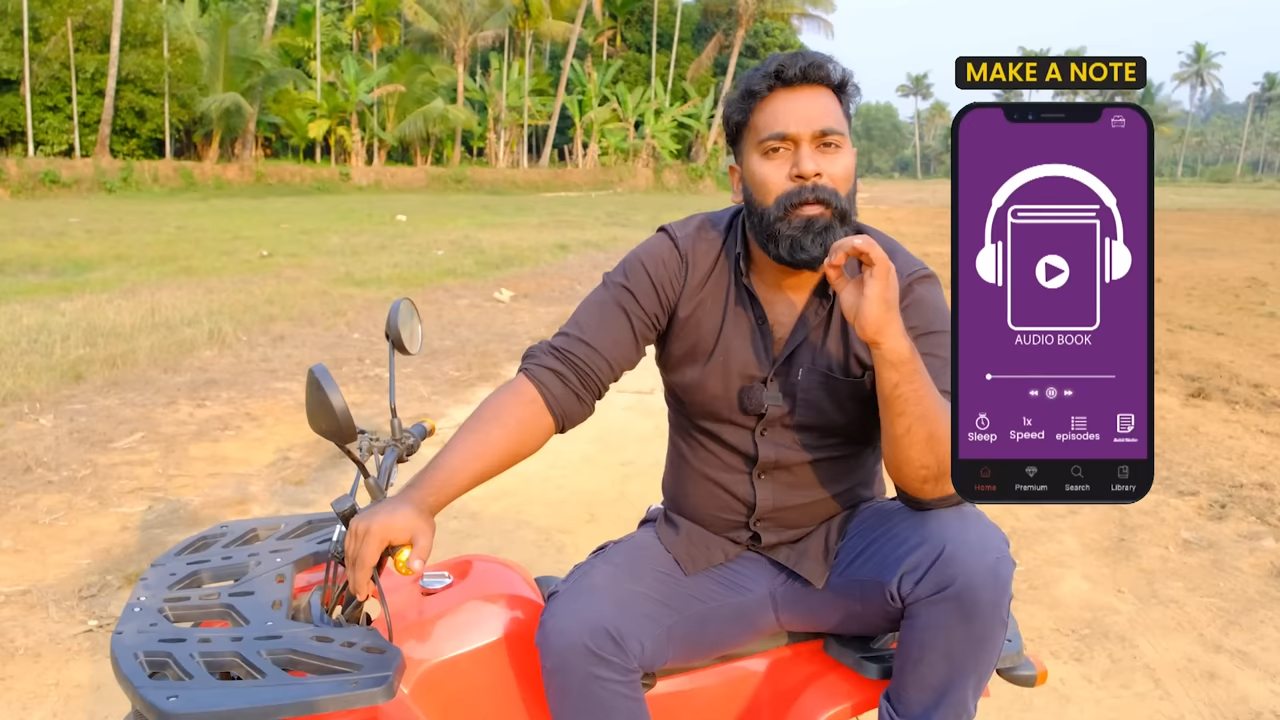 MAKE A NOTE
AUDIO BOOK
Sleep
1x
Speed
episodes
Home
Premium
Search
Library